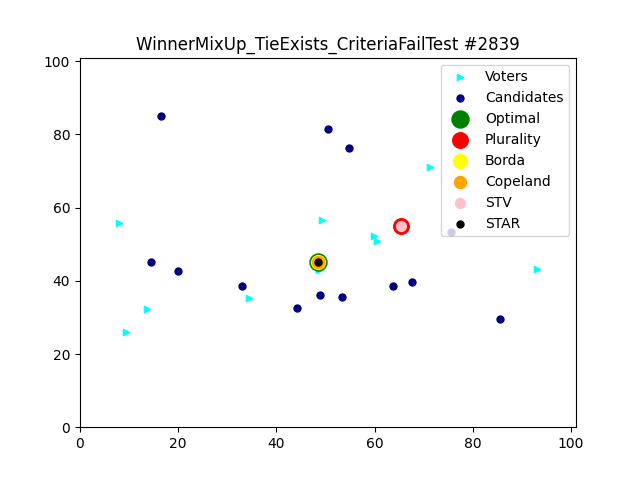 WinnerMixUp_TieExists_CriteriaFailTest #2839
100
80
60
40
20
0
0 20 40 60 80 100
Voters
Candidates
Optimal
Plurality
Borda
Copeland
STV
STAR